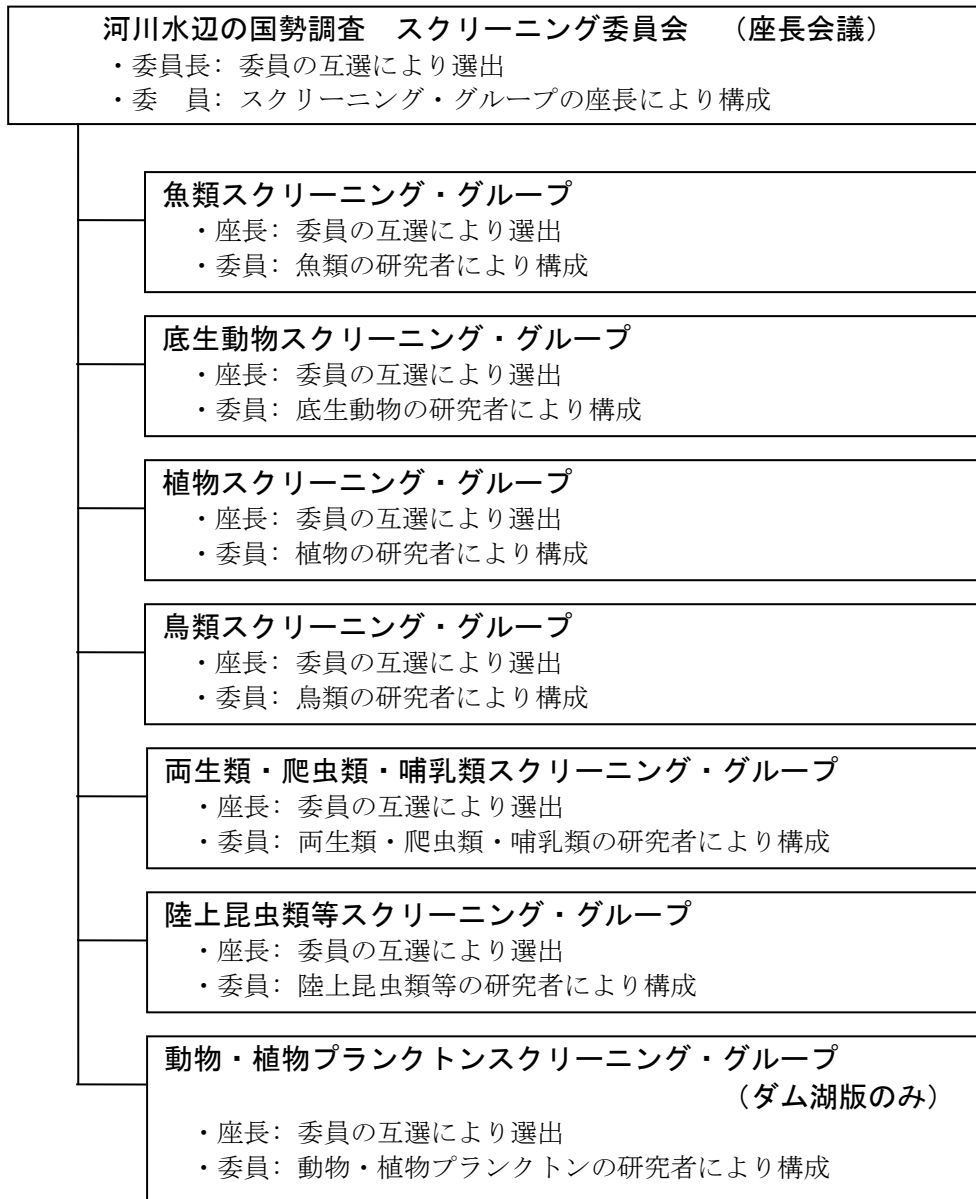 河川水辺の国勢調査　スクリーニング委員会　（座長会議）
・委員長：委員の互選により選出
・委　員：スクリーニング・グループの座長により構成
魚類スクリーニング・グループ
・座長：委員の互選により選出
・委員：魚類の研究者により構成
底生動物スクリーニング・グループ
・座長：委員の互選により選出
・委員：底生動物の研究者により構成
植物スクリーニング・グループ
・座長：委員の互選により選出
・委員：植物の研究者により構成
鳥類スクリーニング・グループ
・座長：委員の互選により選出
・委員：鳥類の研究者により構成
両生類・爬虫類・哺乳類スクリーニング・グループ
・座長：委員の互選により選出
・委員：両生類・爬虫類・哺乳類の研究者により構成
陸上昆虫類等スクリーニング・グループ
・座長：委員の互選により選出
・委員：陸上昆虫類等の研究者により構成
動物・植物プランクトンスクリーニング・グループ
（ダム湖版のみ）
・座長：委員の互選により選出
・委員：動物・植物プランクトンの研究者により構成